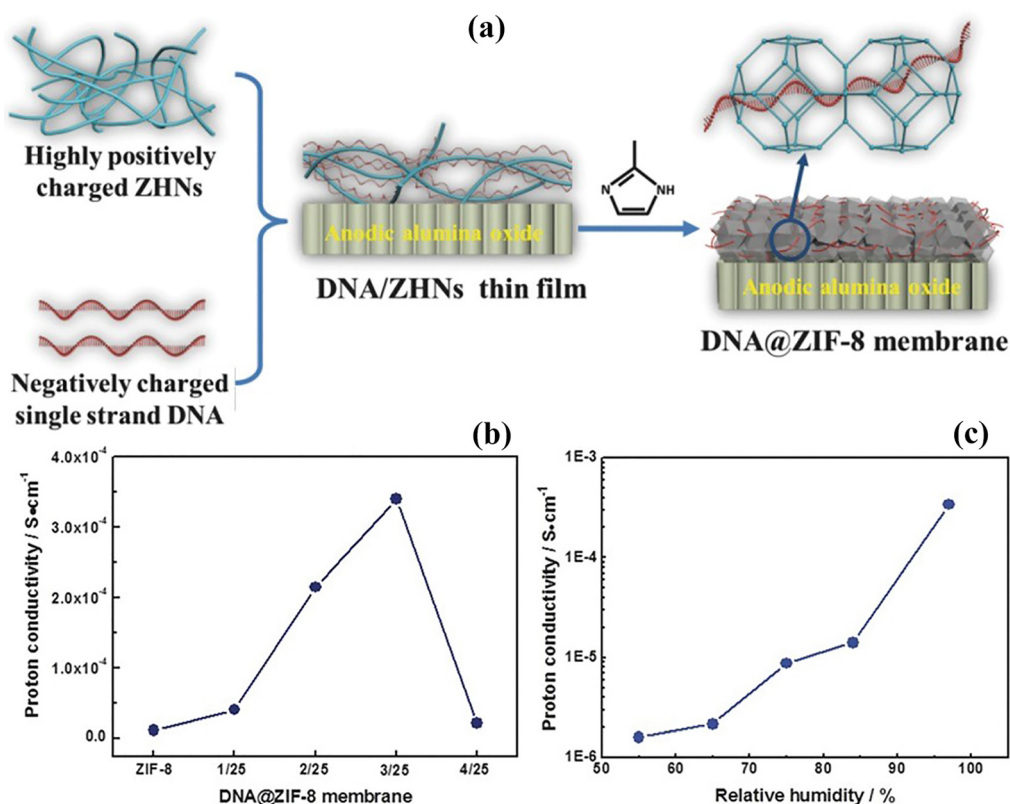 (a)
Highly positively
charged ZHNs
Negatively charged
single strand DNA
Anodic alumina oxide
DNA/ZHNs thin film
N
NH
Anodic alumina oxide
DNA@ZIF-8 membrane
(b)
Proton conductivity / S•cm⁻¹
4.0x10⁻⁴
3.0x10⁻⁴
2.0x10⁻⁴
1.0x10⁻⁴
0.0
ZIF-8 1/25 2/25 3/25 4/25
DNA@ZIF-8 membrane
(c)
Proton conductivity / S•cm⁻¹
1E-3
1E-4
1E-5
1E-6
50 60 70 80 90 100
Relative humidity / %